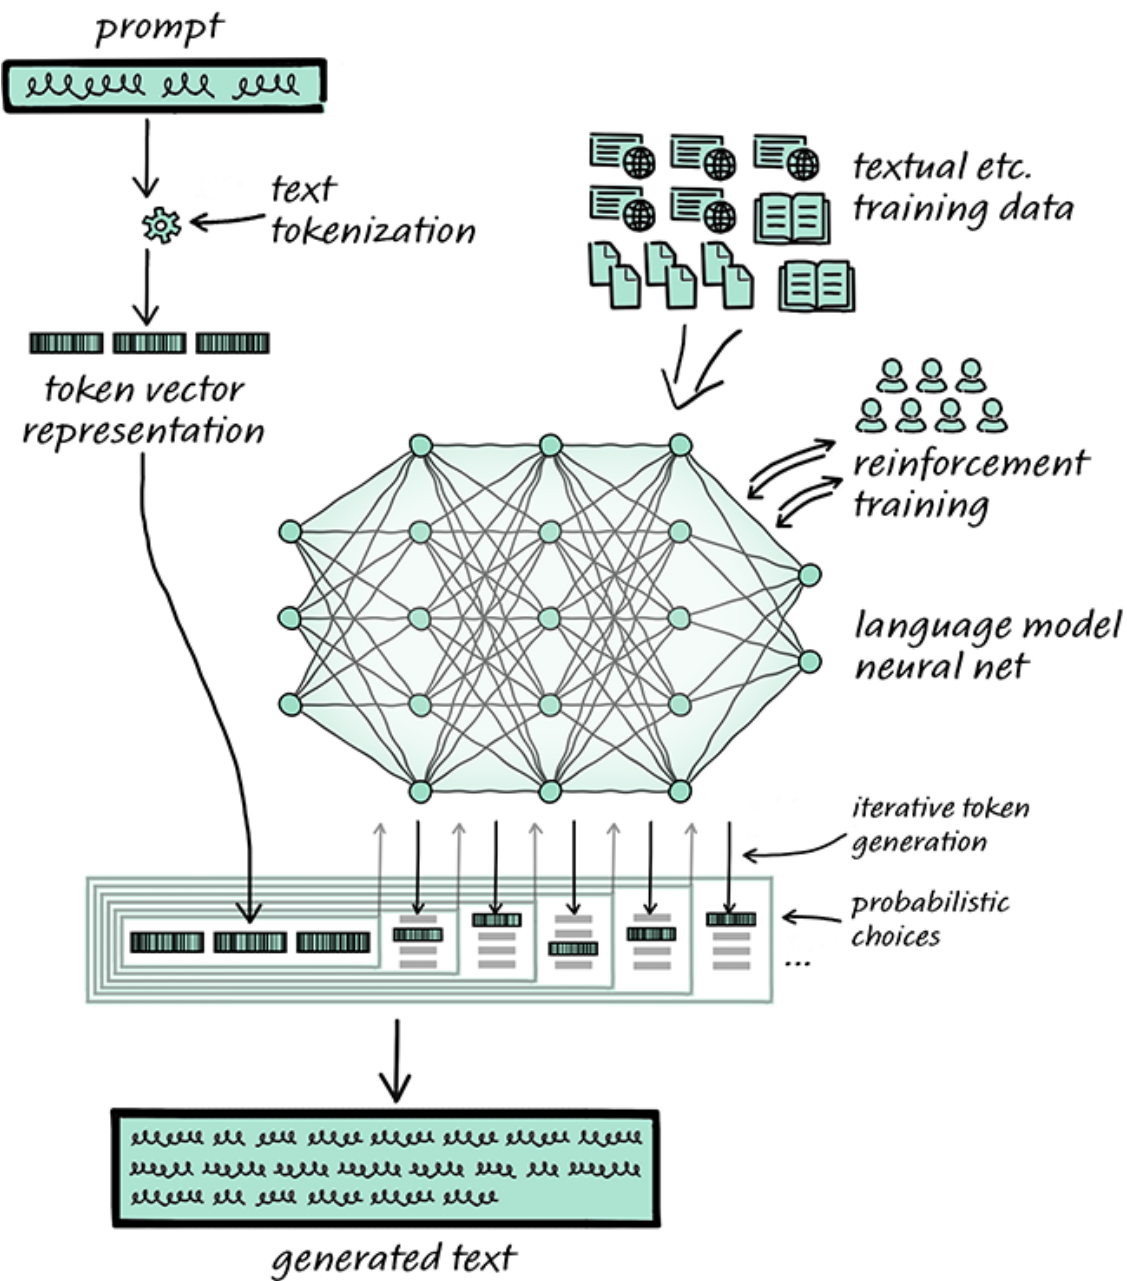 prompt
text
tokenization
token vector
representation
textual etc.
training data
reinforcement
training
language model
neural net
iterative token
generation
probabilistic
choices
...
generated text